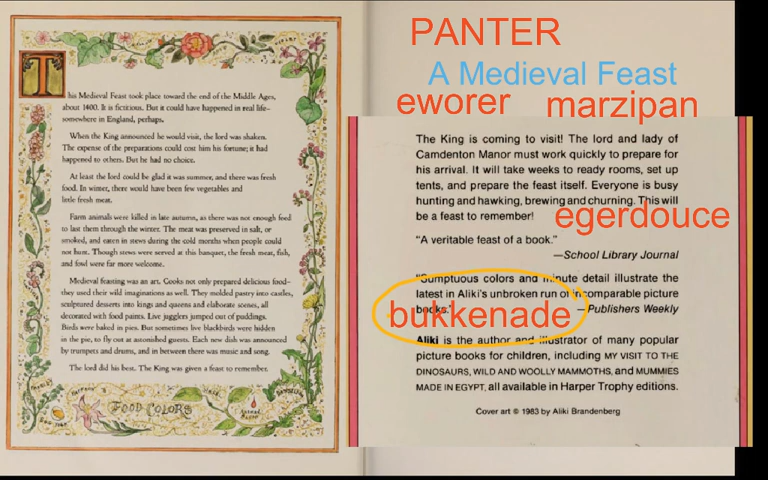 This Medieval Feast took place toward the end of the Middle Ages,
about 1400. It is fictitious. But it could have happened in real life–
somewhere in England, perhaps.
When the King announced he would visit, the lord was shaken.
The expense of the preparations could cost him his fortune; it had
happened to others. But he had no choice.
At least the lord could be glad it was summer, and there was fresh
food. In winter, there would have been few vegetables and
little fresh meat.
Farm animals were killed in late autumn, as there was not enough food
to last them through the winter. The meat was preserved in salt, or
smoked, and eaten in stews during the cold months when people could
not hunt. Though stews were served at this banquet, the fresh meat, fish,
and fowl were far more welcome.
Medieval feasting was an art. Cooks not only prepared delicious food–
they used their wild imaginations as well. They molded pastry into castles,
sculptured desserts into kings and queens and elaborate scenes, all
decorated with food paints. Live jugglers jumped out of puddings.
Birds were baked in pies. But sometimes live blackbirds were hidden
in the pie, to fly out at astonished guests. Each new dish was announced
by trumpets and drums, and in between there was music and song.
The lord did his best. The King was given a feast to remember.
FOOD COLORS
PANTER
A Medieval Feast
eworer marzipan
The King is coming to visit! The lord and lady of
Camdenton Manor must work quickly to prepare for
his arrival. It will take weeks to ready rooms, set up
tents, and prepare the feast itself. Everyone is busy
hunting and hawking, brewing and churning. This will
be a feast to remember!
egerdouce
“A veritable feast of a book.”
—School Library Journal
“Sumptuous colors and minute detail illustrate the
latest in Aliki's unbroken run of incomparable picture
books.” —Publishers Weekly
bukkenade
Aliki is the author and illustrator of many popular
picture books for children, including MY VISIT TO THE
DINOSAURS, WILD AND WOOLLY MAMMOTHS, and MUMMIES
MADE IN EGYPT, all available in Harper Trophy editions.
Cover art © 1983 by Aliki Brandenberg